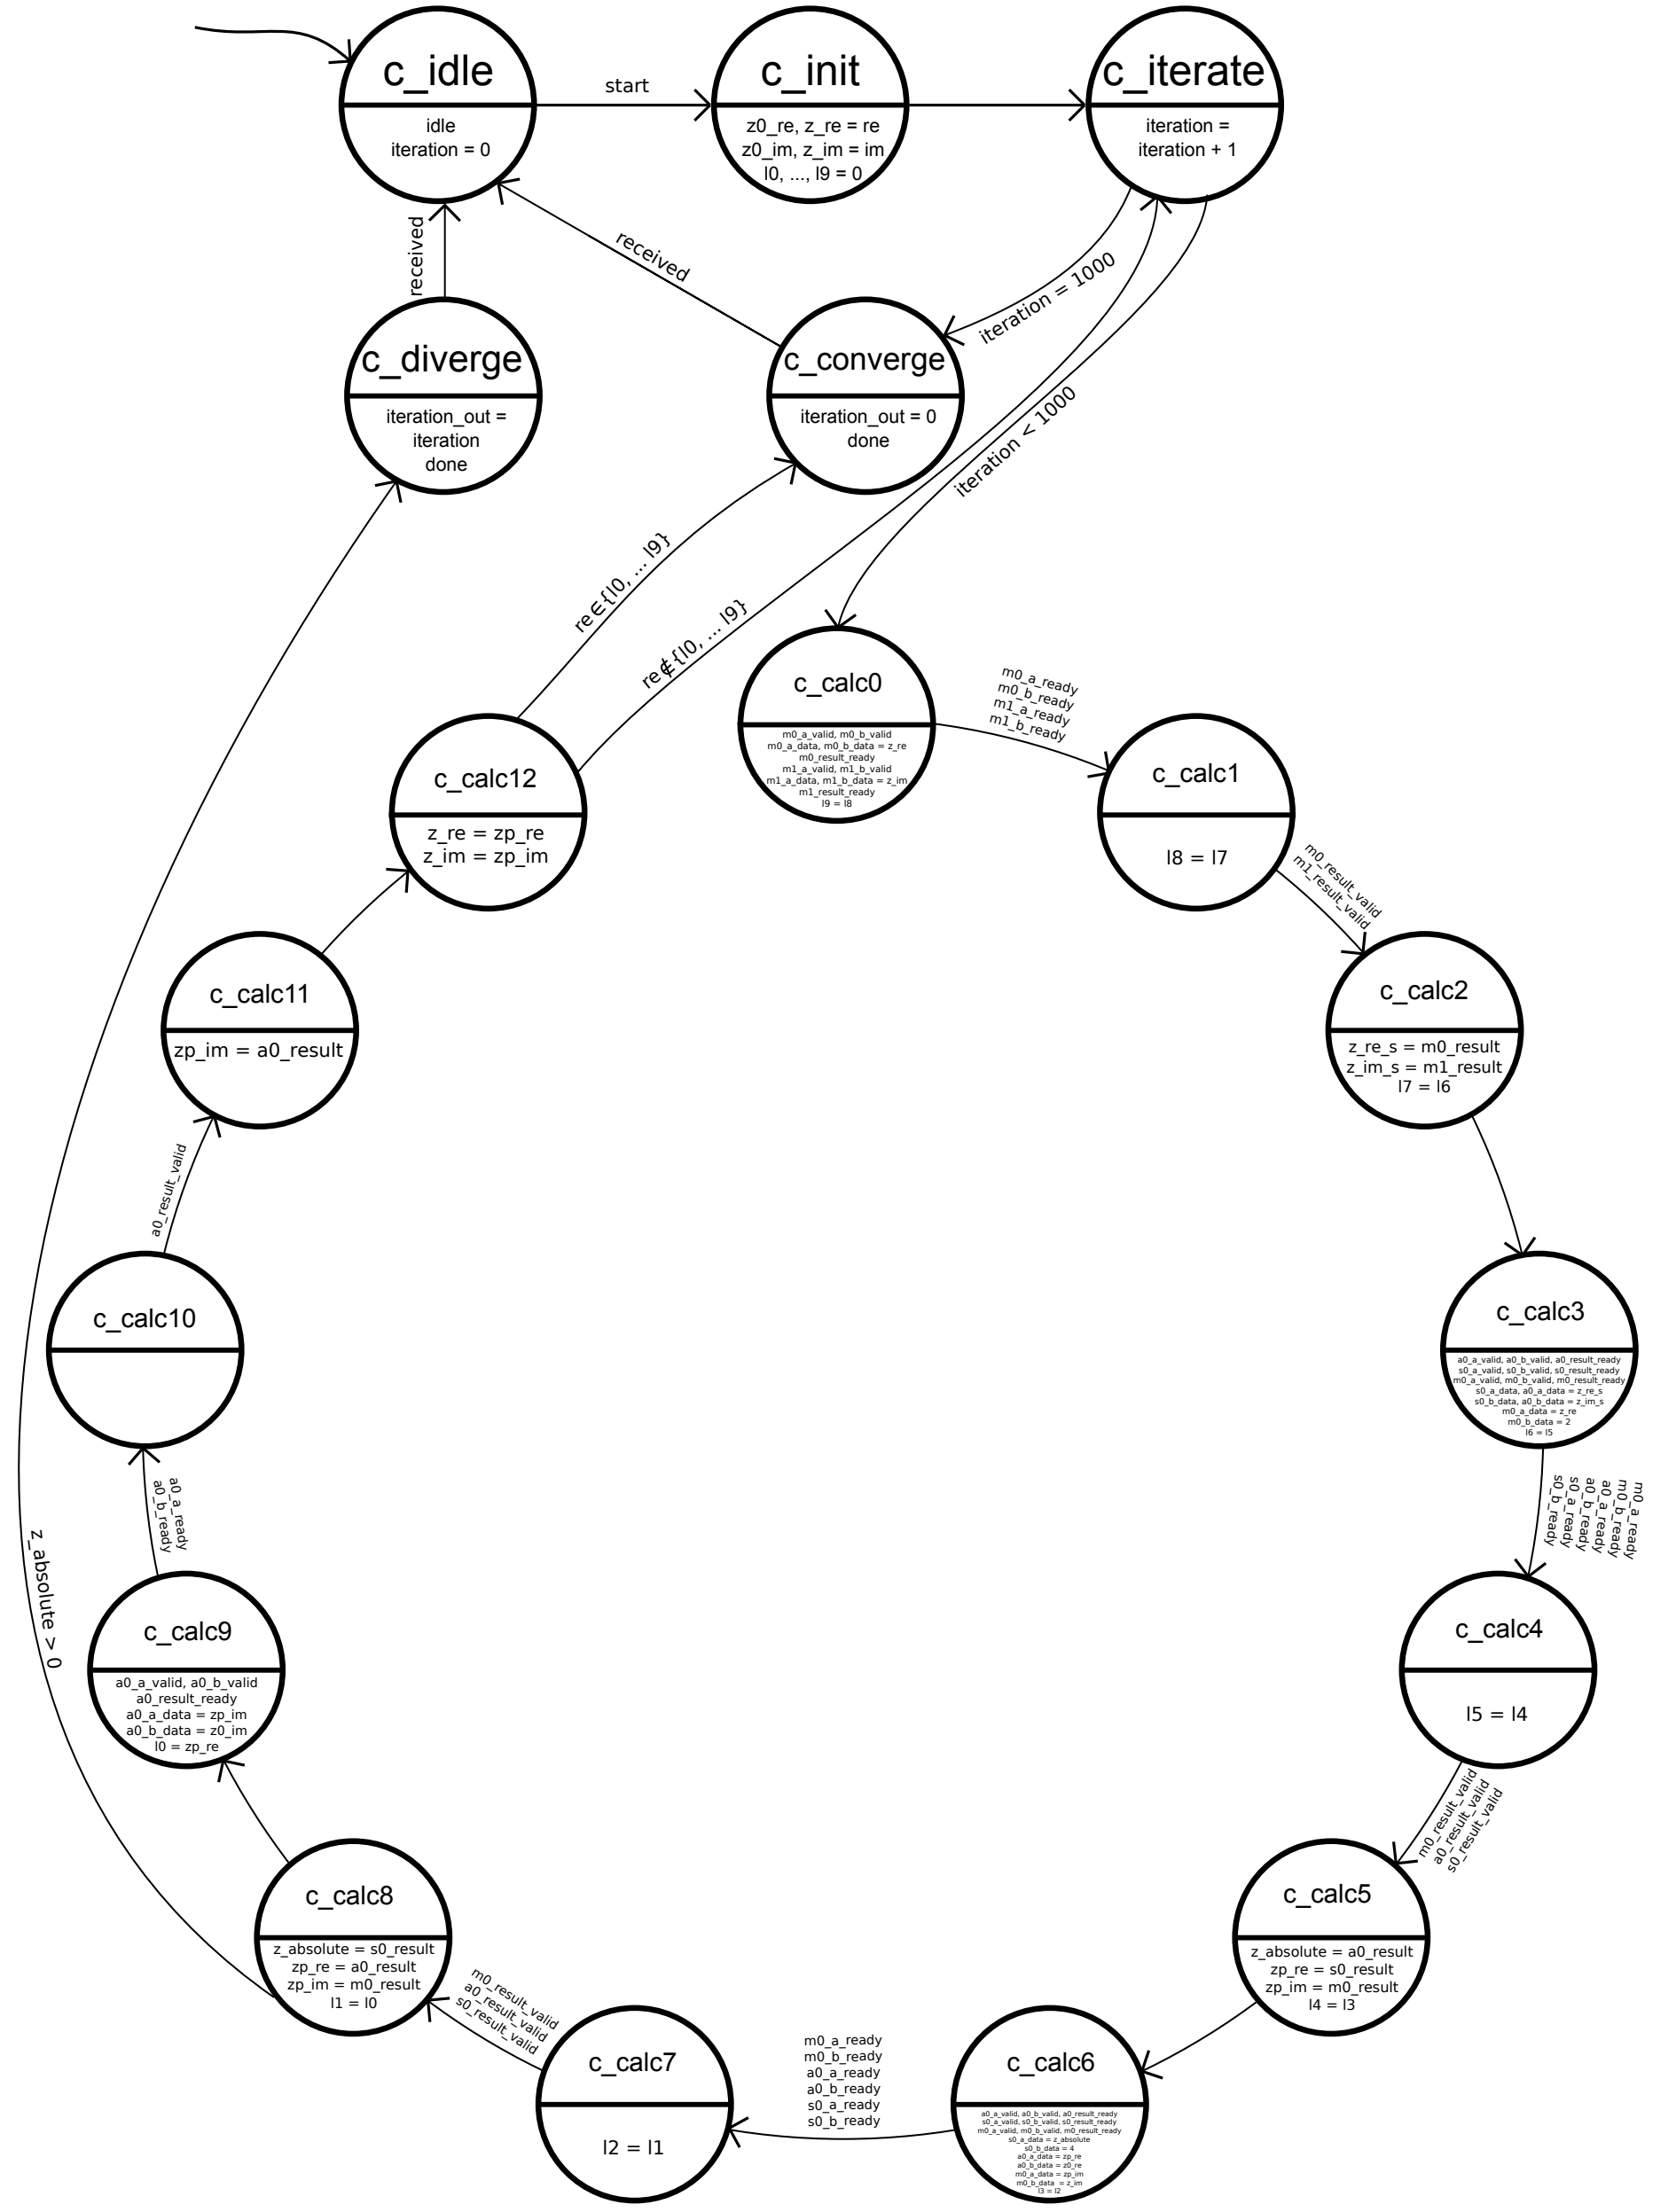 c_idle
idle
iteration = 0
start
c_init
z0_re, z_re = re
z0_im, z_im = im
l0, ..., l9 = 0
c_iterate
iteration =
iteration + 1
received
received
iteration = 1000
iteration < 1000
c_diverge
iteration_out =
iteration
done
c_converge
iteration_out = 0
done
re∈{l0, ... l9}
re∉{l0, ... l9}
c_calc0
m0_a_valid, m0_b_valid
m0_a_data, m0_b_data = z_re
m0_result_ready
m1_a_valid, m1_b_valid
m1_a_data, m1_b_data = z_im
m1_result_ready
l9 = l8
m0_a_ready
m0_b_ready
m1_a_ready
m1_b_ready
c_calc1
l8 = l7
m0_result_valid
m1_result_valid
c_calc2
z_re_s = m0_result
z_im_s = m1_result
l7 = l6
c_calc3
a0_a_valid, a0_b_valid, a0_result_ready
s0_a_valid, s0_b_valid, s0_result_ready
m0_a_valid, m0_b_valid, m0_result_ready
s0_a_data, a0_a_data = z_re_s
s0_b_data, a0_b_data = z_im_s
m0_a_data = z_re
m0_b_data = 2
l6 = l5
m0_a_ready
m0_b_ready
a0_a_ready
a0_b_ready
s0_a_ready
s0_b_ready
c_calc4
l5 = l4
m0_result_valid
a0_result_valid
s0_result_valid
c_calc5
z_absolute = a0_result
zp_re = s0_result
zp_im = m0_result
l4 = l3
c_calc6
a0_a_valid, a0_b_valid, a0_result_ready
s0_a_valid, s0_b_valid, s0_result_ready
m0_a_valid, m0_b_valid, m0_result_ready
s0_a_data = z_absolute
s0_b_data = 4
a0_a_data = zp_re
a0_b_data = z0_re
m0_a_data = zp_im
m0_b_data = z_im
l3 = l2
m0_a_ready
m0_b_ready
a0_a_ready
a0_b_ready
s0_a_ready
s0_b_ready
c_calc7
l2 = l1
m0_result_valid
a0_result_valid
s0_result_valid
c_calc8
z_absolute = s0_result
zp_re = a0_result
zp_im = m0_result
l1 = l0
z_absolute > 0
c_calc9
a0_a_valid, a0_b_valid
a0_result_ready
a0_a_data = zp_im
a0_b_data = z0_im
l0 = zp_re
a0_a_ready
a0_b_ready
c_calc10
a0_result_valid
c_calc11
zp_im = a0_result
c_calc12
z_re = zp_re
z_im = zp_im